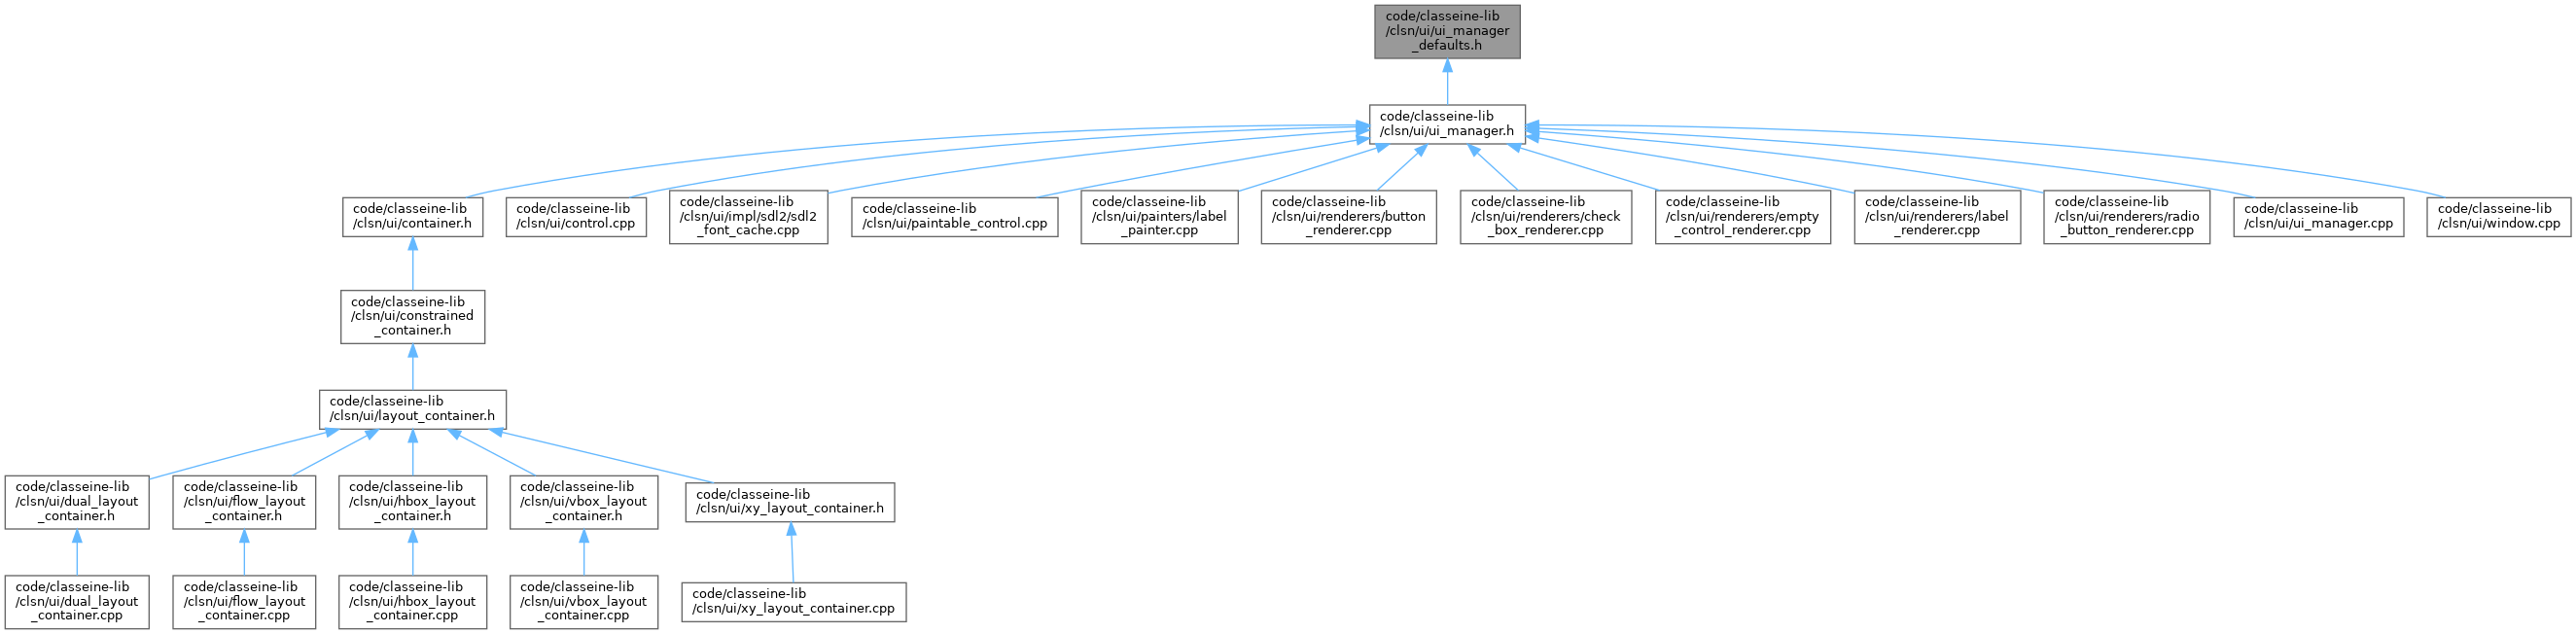 code/classeine-lib
/clsn/ui/ui_manager
_defaults.h
code/classeine-lib
/clsn/ui/ui_manager.h
code/classeine-lib
/clsn/ui/container.h
code/classeine-lib
/clsn/ui/control.cpp
code/classeine-lib
/clsn/ui/impl/sdl2/sdl2
_font_cache.cpp
code/classeine-lib
/clsn/ui/paintable_control.cpp
code/classeine-lib
/clsn/ui/painters/label
_painter.cpp
code/classeine-lib
/clsn/ui/renderers/button
_renderer.cpp
code/classeine-lib
/clsn/ui/renderers/check
_box_renderer.cpp
code/classeine-lib
/clsn/ui/renderers/empty
_control_renderer.cpp
code/classeine-lib
/clsn/ui/renderers/label
_renderer.cpp
code/classeine-lib
/clsn/ui/renderers/radio
_button_renderer.cpp
code/classeine-lib
/clsn/ui/ui_manager.cpp
code/classeine-lib
/clsn/ui/window.cpp
code/classeine-lib
/clsn/ui/constrained
_container.h
code/classeine-lib
/clsn/ui/layout_container.h
code/classeine-lib
/clsn/ui/dual_layout
_container.h
code/classeine-lib
/clsn/ui/flow_layout
_container.h
code/classeine-lib
/clsn/ui/hbox_layout
_container.h
code/classeine-lib
/clsn/ui/vbox_layout
_container.h
code/classeine-lib
/clsn/ui/xy_layout_container.h
code/classeine-lib
/clsn/ui/dual_layout
_container.cpp
code/classeine-lib
/clsn/ui/flow_layout
_container.cpp
code/classeine-lib
/clsn/ui/hbox_layout
_container.cpp
code/classeine-lib
/clsn/ui/vbox_layout
_container.cpp
code/classeine-lib
/clsn/ui/xy_layout_container.cpp